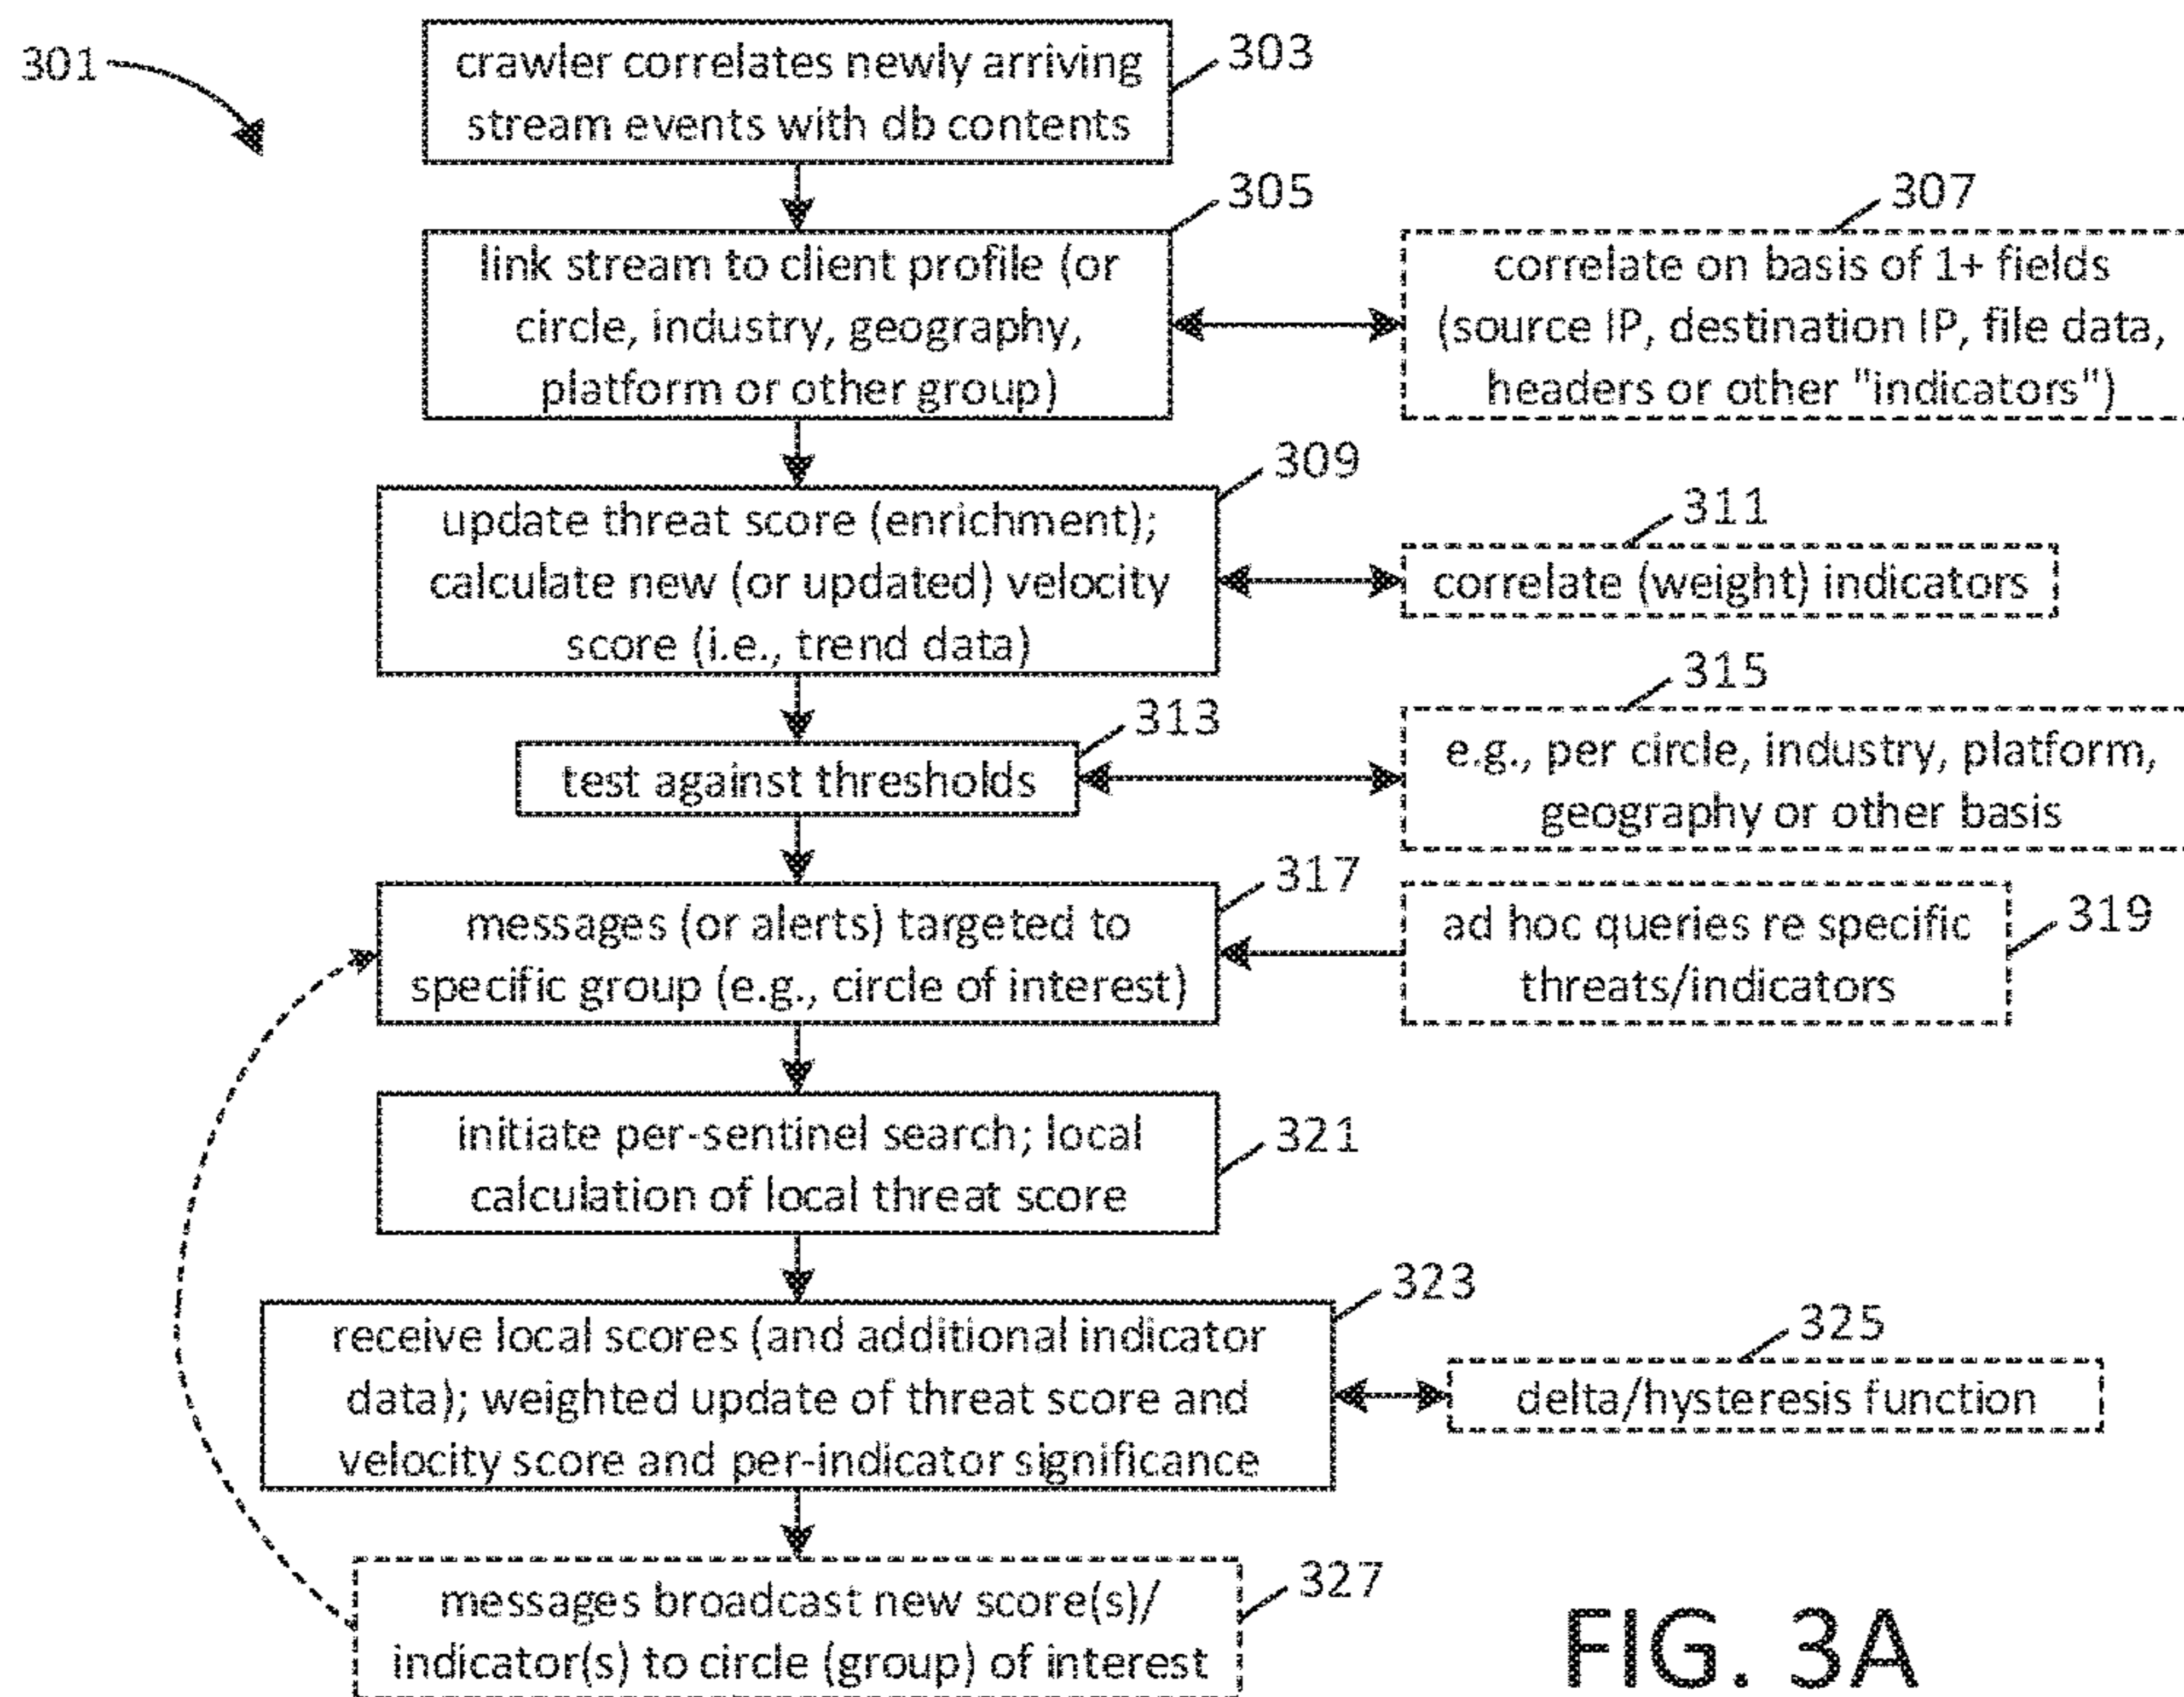 301
crawler correlates newly arriving
stream events with db contents
303
link stream to client profile (or
circle, industry, geography,
platform or other group)
305
correlate on basis of 1+ fields
(source IP, destination IP, file data,
headers or other "indicators")
307
update threat score (enrichment);
calculate new (or updated) velocity
score (i.e., trend data)
309
correlate (weight) indicators
311
test against thresholds
313
e.g., per circle, industry, platform,
geography or other basis
315
messages (or alerts) targeted to
specific group (e.g., circle of interest)
317
ad hoc queries re specific
threats/indicators
319
initiate per-sentinel search; local
calculation of local threat score
321
receive local scores (and additional indicator
data); weighted update of threat score and
velocity score and per-indicator significance
323
delta/hysteresis function
325
messages broadcast new score(s)/
indicator(s) to circle (group) of interest
327
FIG. 3A